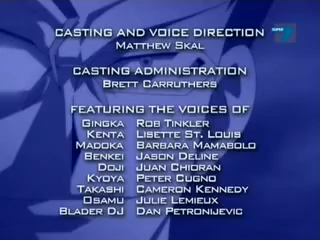 SUPER
CASTING AND VOICE DIRECTION
MATTHEW SKAL
CASTING ADMINISTRATION
BRETT CARRUTHERS
FEATURING THE VOICES OF
GINGKA ROB TINKLER
KENTA LISETTE ST. LOUIS
MADOKA BARBARA MAMABOLO
BENKEI JASON DELINE
DOJI JUAN CHIORAN
KYOYA PETER CUGNO
TAKASHI CAMERON KENNEDY
OSAMU JULIE LEMIEUX
BLADER DJ DAN PETRONIJEVIC